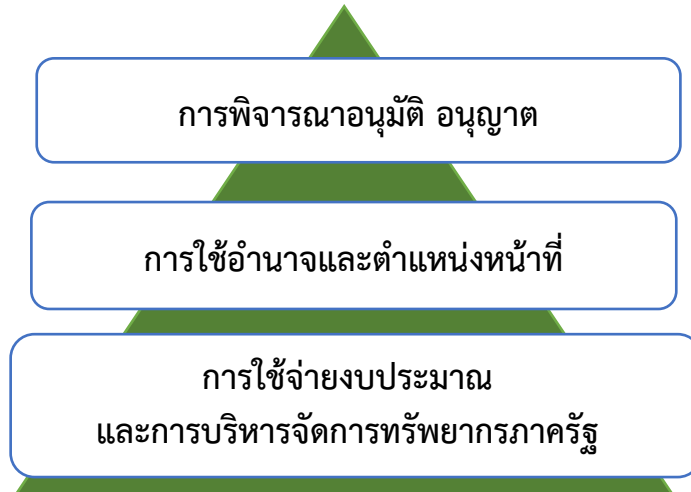 การพิจารณาอนุมัติ อนุญาต
การใช้อำนาจและตำแหน่งหน้าที่
การใช้จ่ายงบประมาณ
และการบริหารจัดการทรัพยากรภาครัฐ